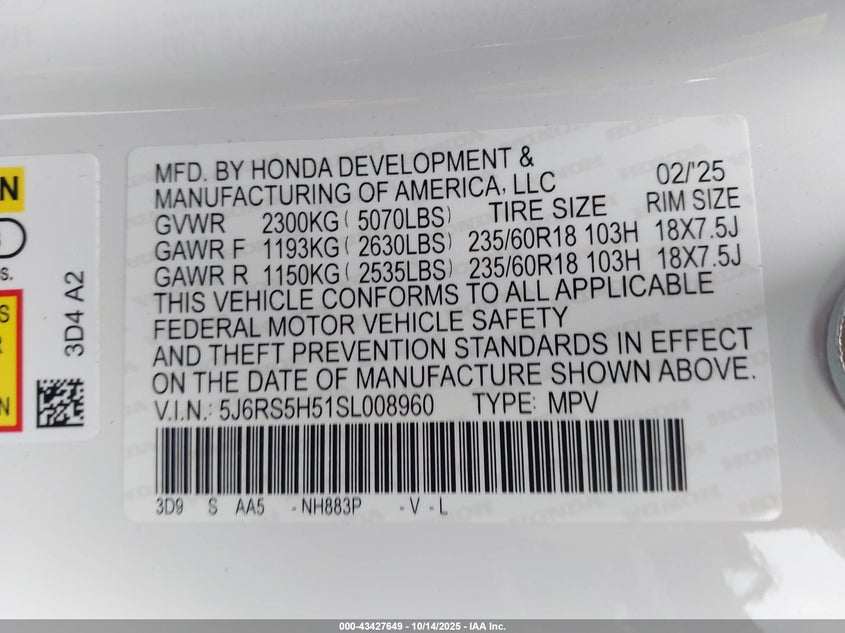 MFD. BY HONDA DEVELOPMENT &
MANUFACTURING OF AMERICA, LLC
02/'25
GVWR 2300KG ( 5070LBS) TIRE SIZE RIM SIZE
GAWR F 1193KG ( 2630LBS) 235/60R18 103H 18X7.5J
GAWR R 1150KG ( 2535LBS) 235/60R18 103H 18X7.5J
THIS VEHICLE CONFORMS TO ALL APPLICABLE
FEDERAL MOTOR VEHICLE SAFETY
AND THEFT PREVENTION STANDARDS IN EFFECT
ON THE DATE OF MANUFACTURE SHOWN ABOVE.
V.I.N.: 5J6RS5H51SL008960 TYPE: MPV
3D9 S AA5 -NH883P -V - L
3D4 A2
000-43427649 - 10/14/2025 - IAA Inc.